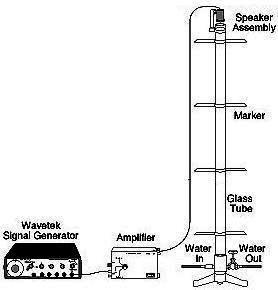 Speaker
Assembly
Marker
Glass
Tube
Wavetek
Signal Generator
Amplifier
Water
In
Water
Out